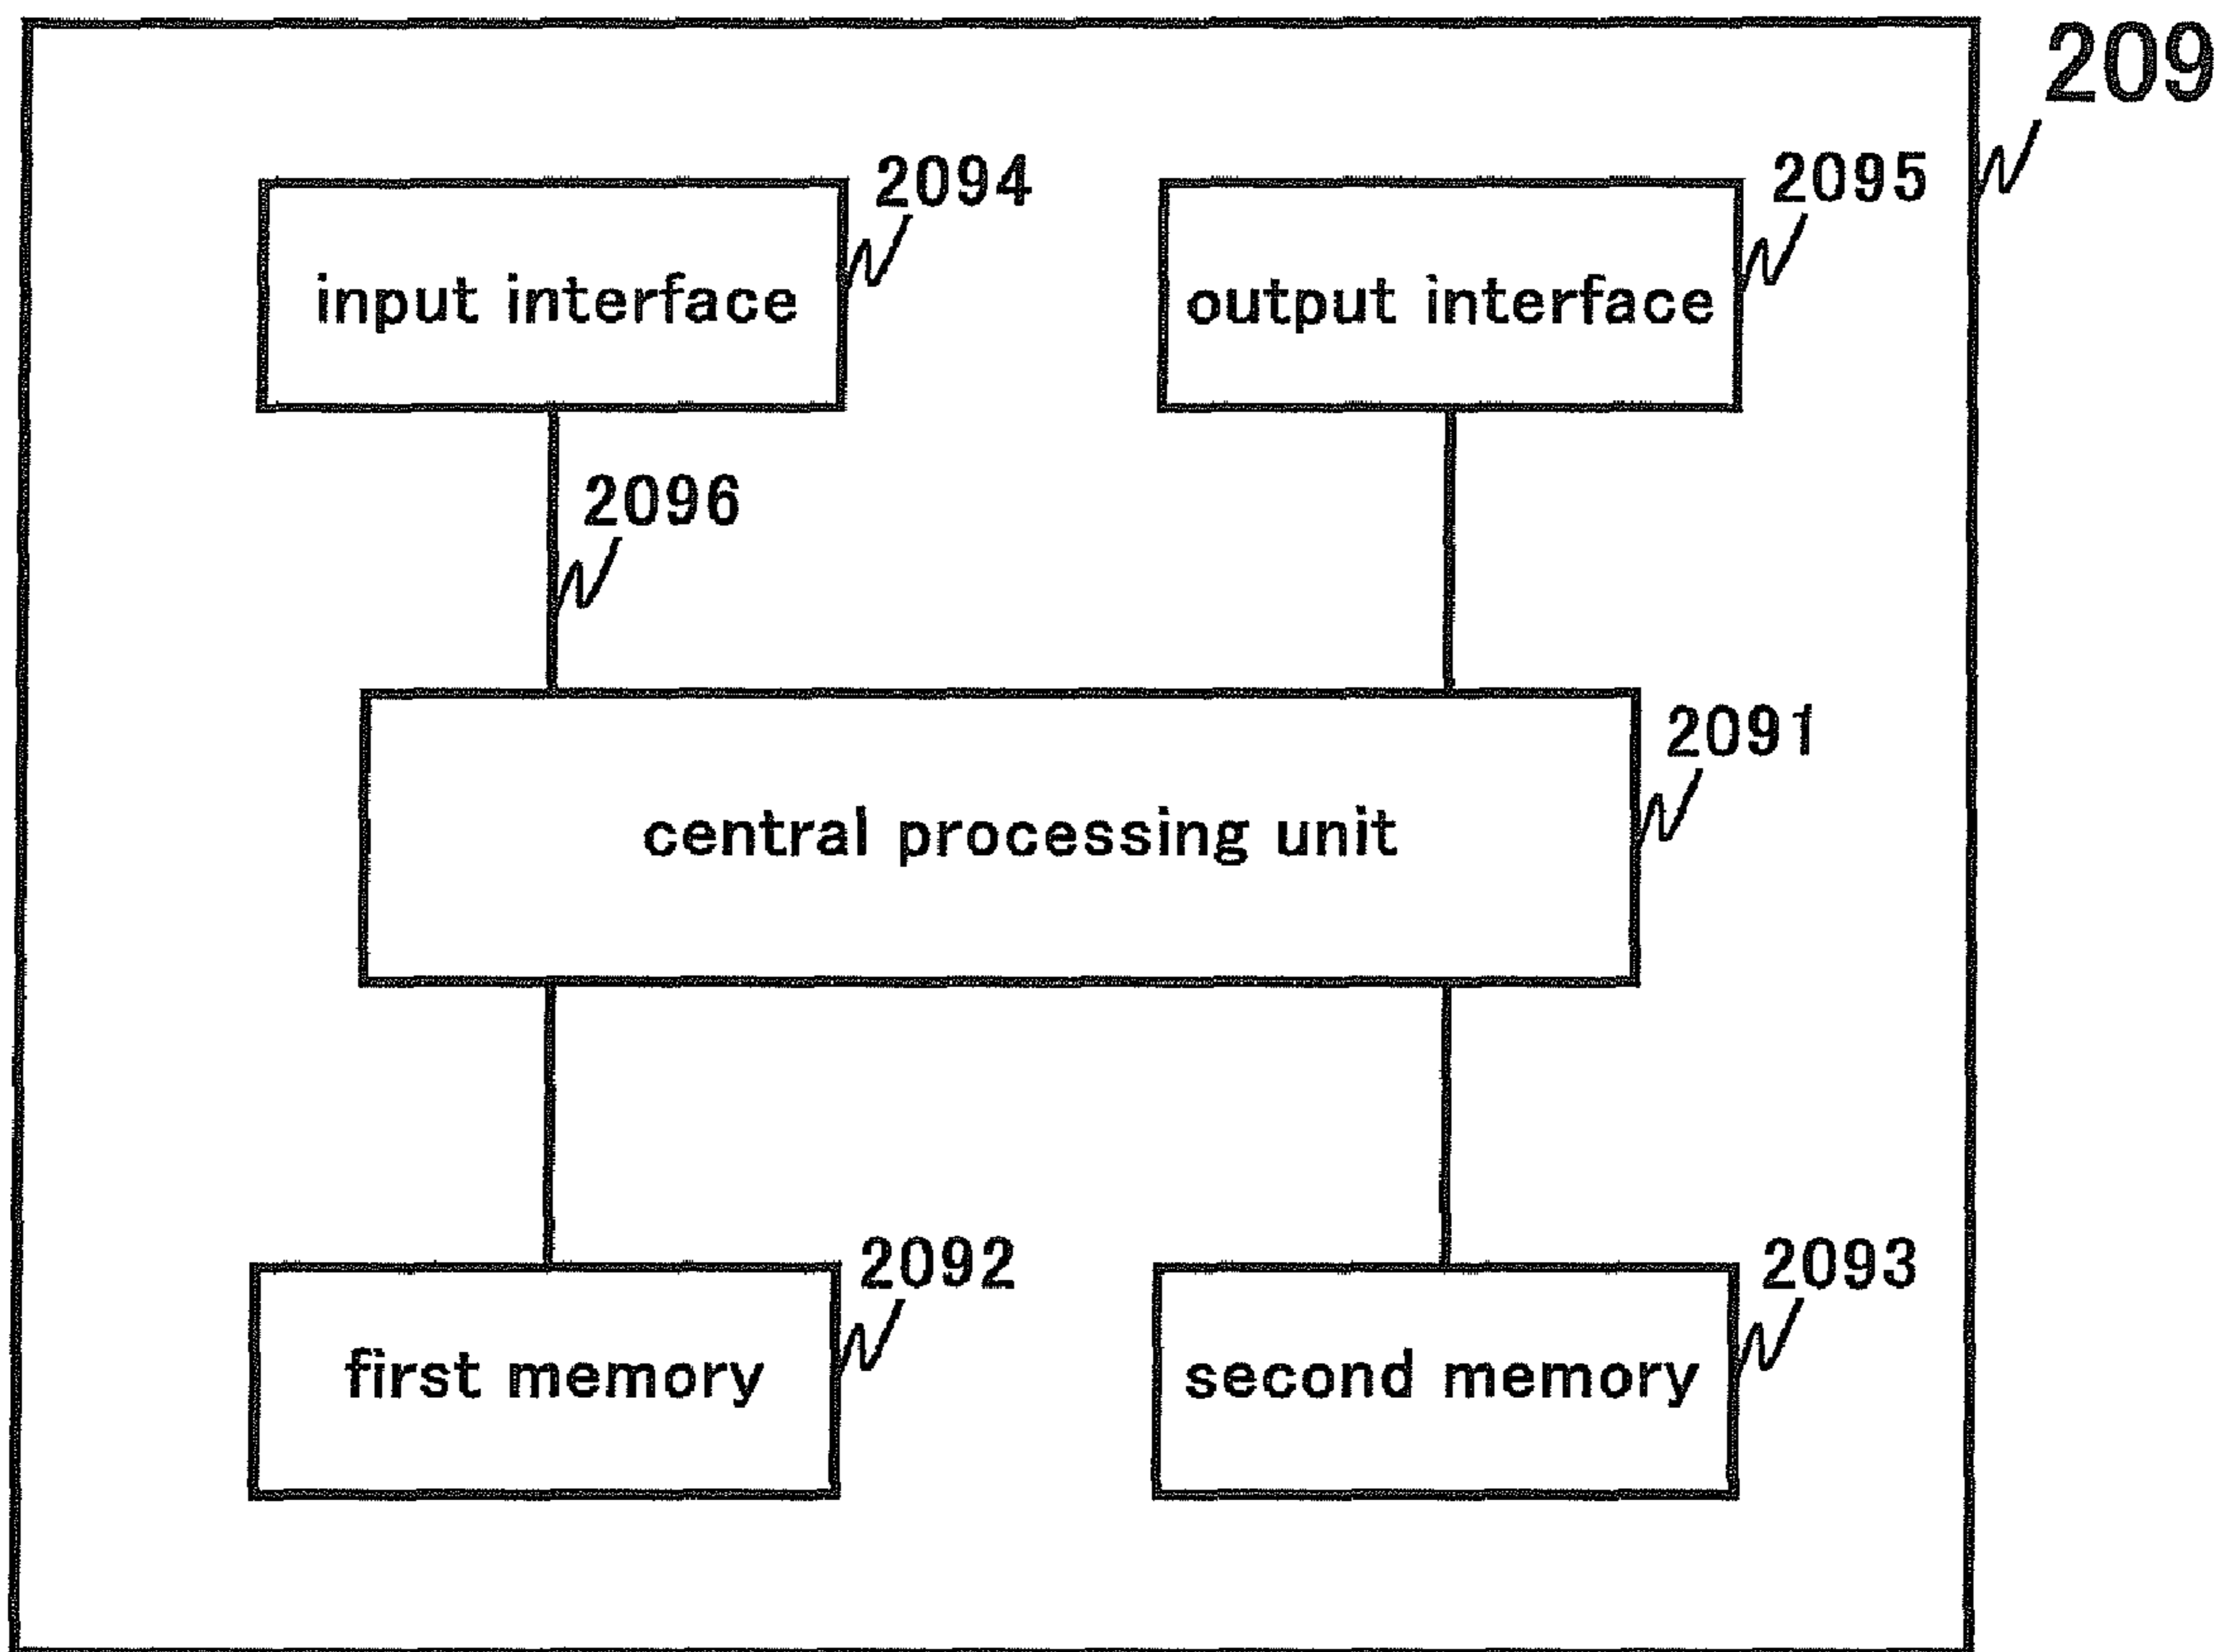 209
2094
2095
input interface
output interface
2096
2091
central processing unit
2092
2093
first memory
second memory